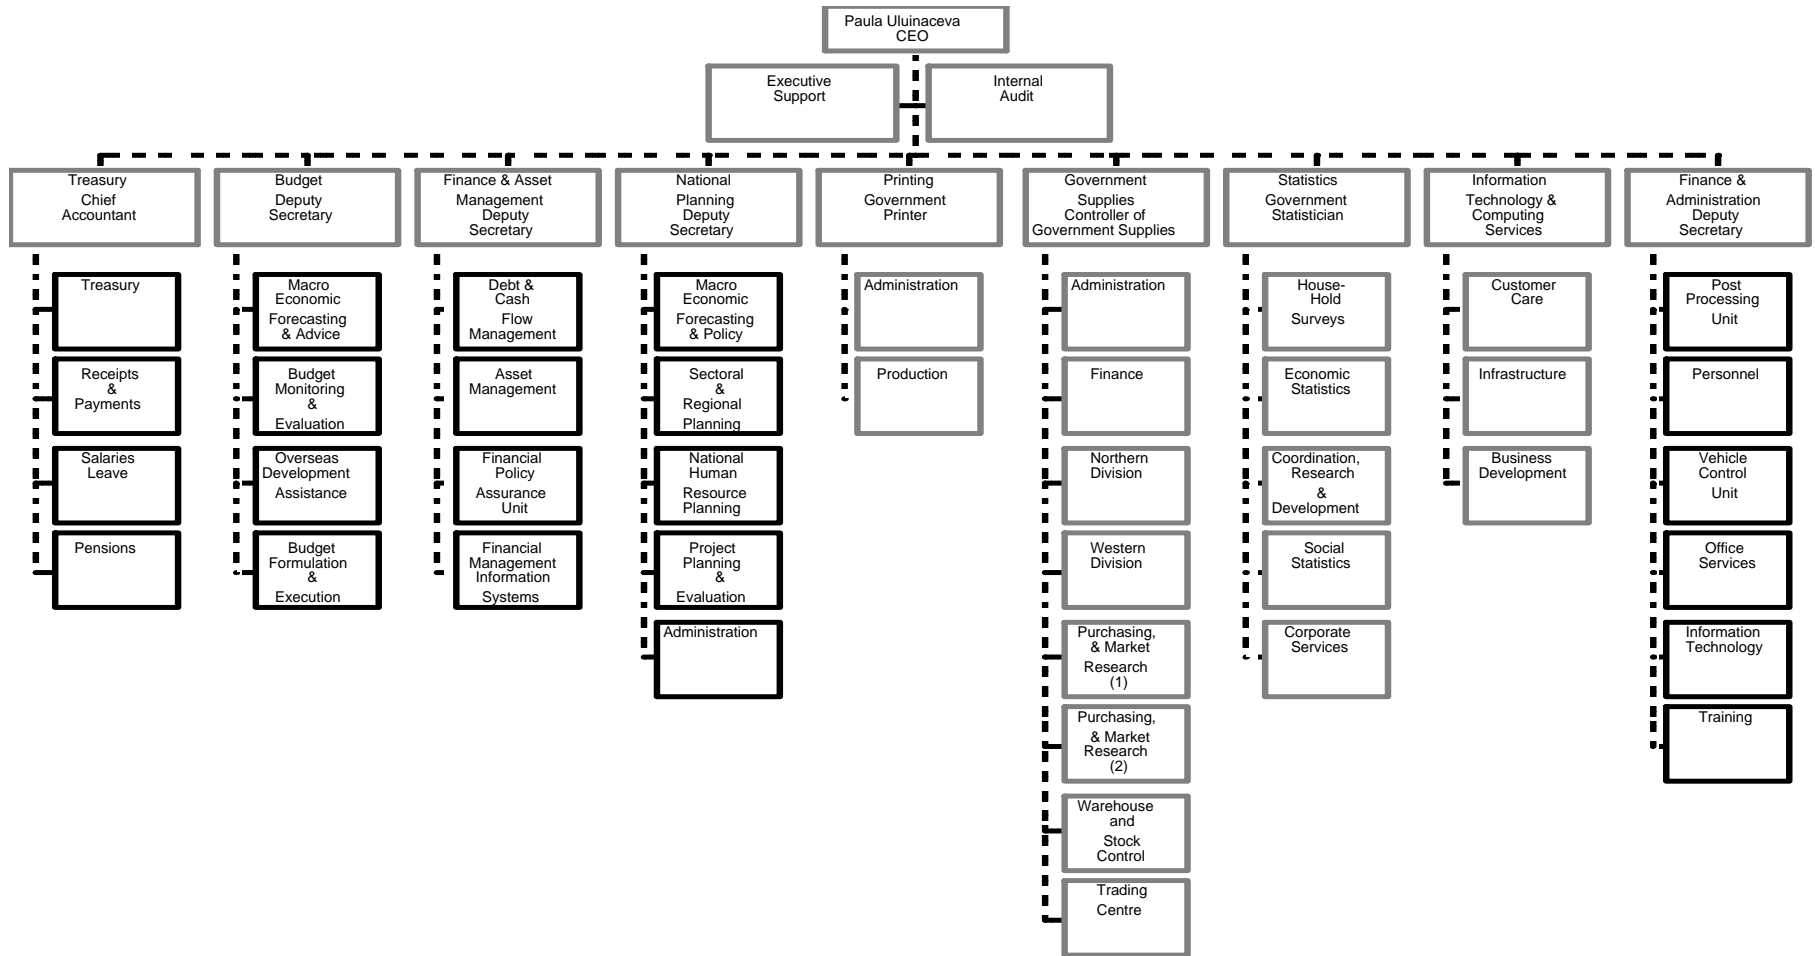 Paula Uluinaceva
CEO
Executive
Support
Internal
Audit
Treasury
Chief
Accountant
Budget
Deputy
Secretary
Finance & Asset
Management
Deputy
Secretary
National
Planning
Deputy
Secretary
Printing
Government
Printer
Government
Supplies
Controller of
Government Supplies
Statistics
Government
Statistician
Information
Technology &
Computing
Services
Finance &
Administration
Deputy
Secretary
Treasury
Receipts
&
Payments
Salaries
Leave
Pensions
Macro
Economic
Forecasting
& Advice
Budget
Monitoring
&
Evaluation
Overseas
Development
Assistance
Budget
Formulation
&
Execution
Debt &
Cash
Flow
Management
Asset
Management
Financial
Policy
Assurance
Unit
Financial
Management
Information
Systems
Macro
Economic
Forecasting
& Policy
Sectoral
&
Regional
Planning
National
Human
Resource
Planning
Project
Planning
&
Evaluation
Administration
Administration
Production
Administration
Finance
Northern
Division
Western
Division
Purchasing,
& Market
Research
(1)
Purchasing,
& Market
Research
(2)
Warehouse
and
Stock
Control
Trading
Centre
House-
Hold
Surveys
Economic
Statistics
Coordination,
Research
&
Development
Social
Statistics
Corporate
Services
Customer
Care
Infrastructure
Business
Development
Post
Processing
Unit
Personnel
Vehicle
Control
Unit
Office
Services
Information
Technology
Training